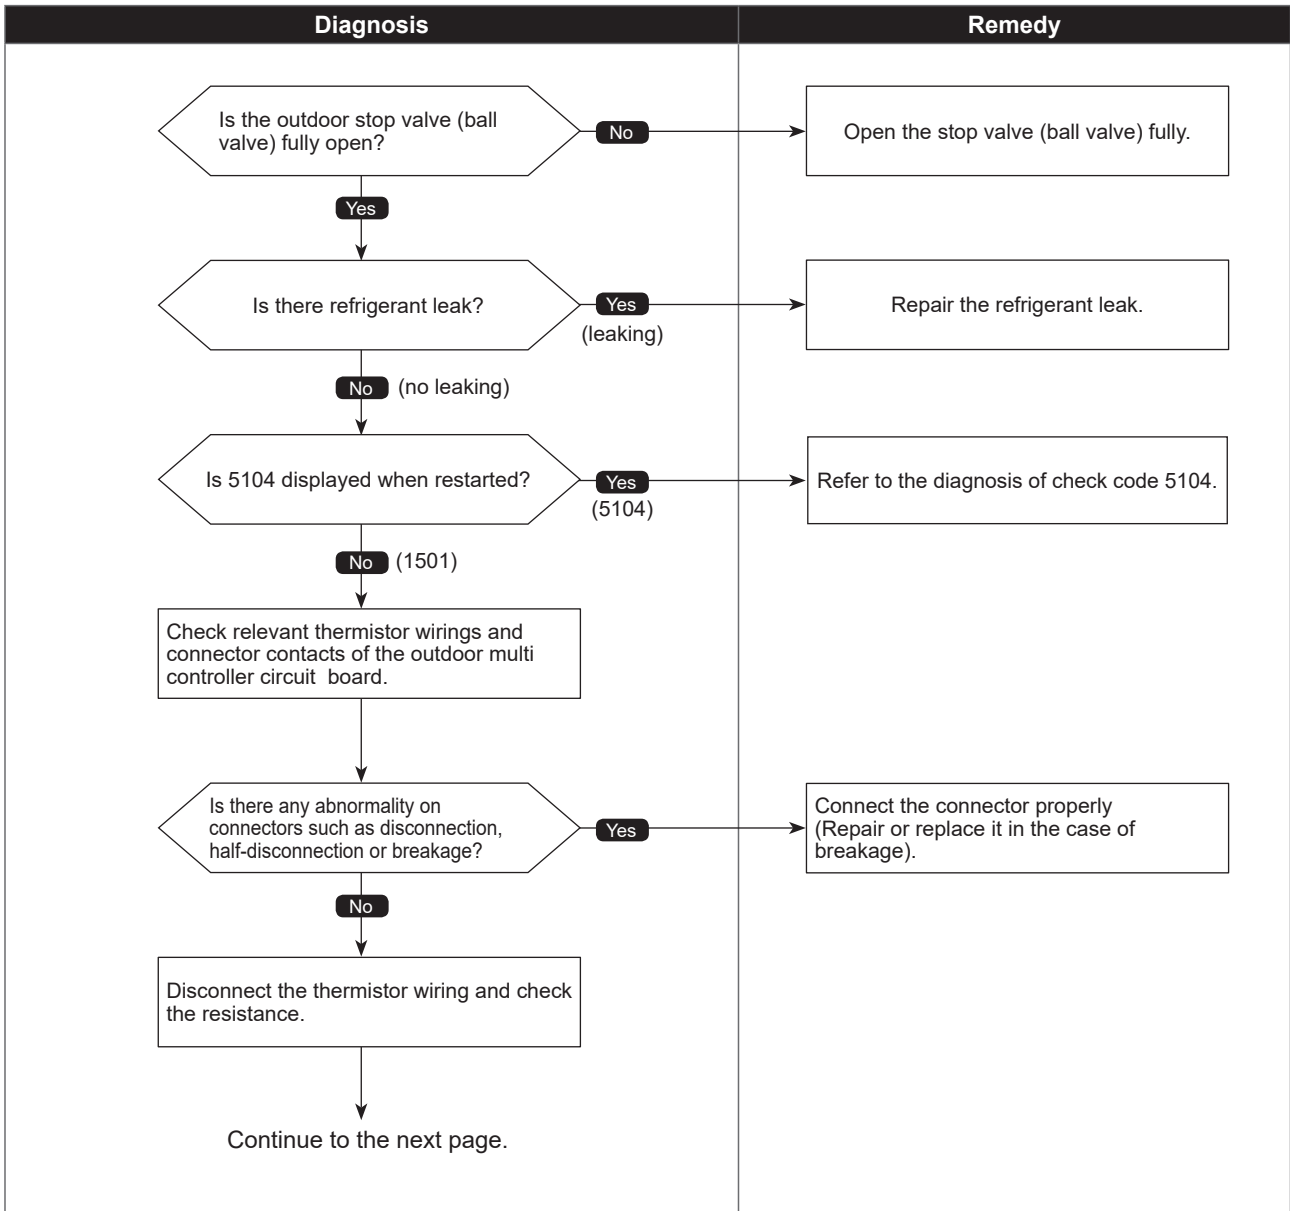 Diagnosis
Remedy
Is the outdoor stop valve (ball
valve) fully open?
No
Open the stop valve (ball valve) fully.
Yes
Is there refrigerant leak?
Yes
(leaking)
Repair the refrigerant leak.
No (no leaking)
Is 5104 displayed when restarted?
Yes
(5104)
Refer to the diagnosis of check code 5104.
No (1501)
Check relevant thermistor wirings and
connector contacts of the outdoor multi
controller circuit board.
Is there any abnormality on
connectors such as disconnection,
half-disconnection or breakage?
Yes
Connect the connector properly
(Repair or replace it in the case of
breakage).
No
Disconnect the thermistor wiring and check
the resistance.
Continue to the next page.